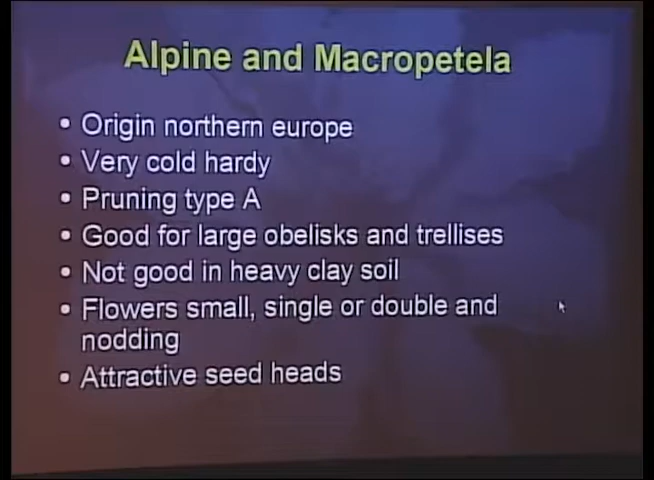 Alpine and Macropetela
• Origin northern europe
• Very cold hardy
• Pruning type A
• Good for large obelisks and trellises
• Not good in heavy clay soil
• Flowers small, single or double and
nodding
• Attractive seed heads